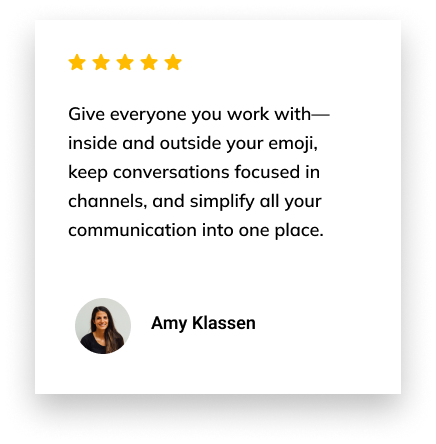 Give everyone you work with—
inside and outside your emoji,
keep conversations focused in
channels, and simplify all your
communication into one place.
Amy Klassen